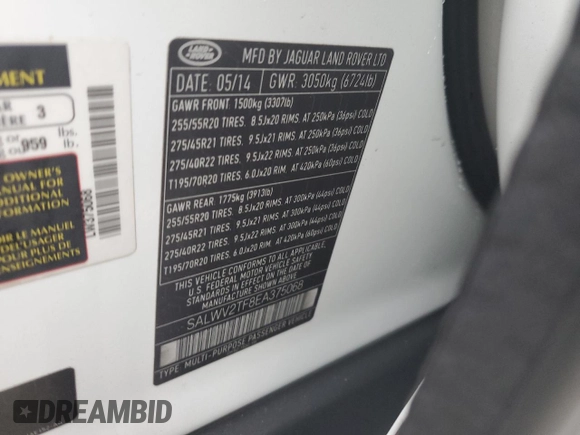 LAND
ROVER
MFD BY JAGUAR LAND ROVER LTD
DATE: 05/14 GWR: 3050kg (6724lb)
GAWR FRONT 1500kg (3307lb)
255/55R20 TIRES. 8.5Jx20 RIMS. AT 250kPa (36psi) COLD
275/45R21 TIRES. 9.5Jx21 RIMS. AT 250kPa (36psi) COLD
275/40R22 TIRES. 9.5Jx22 RIMS. AT 250kPa (36psi) COLD
T195/70R20 TIRES. 6.0Jx20 RIM. AT 420kPa (60psi) COLD
GAWR REAR 1775kg (3913lb)
255/55R20 TIRES. 8.5Jx20 RIMS. AT 300kPa (44psi) COLD
275/45R21 TIRES. 9.5Jx21 RIMS. AT 300kPa (44psi) COLD
275/40R22 TIRES. 9.5Jx22 RIMS. AT 300kPa (44psi) COLD
T195/70R20 TIRES. 6.0Jx20 RIM. AT 420kPa (60psi) COLD
THIS VEHICLE CONFORMS TO ALL APPLICABLE
U.S. FEDERAL MOTOR VEHICLE SAFETY
STANDARDS IN EFFECT ON THE DATE OF
MANUFACTURE SHOWN ABOVE.
SALWV2TF8EA375068
TYPE: MULTI-PURPOSE PASSENGER VEHICLE
EMENT
3
959 lbs.
OWNER'S
MANUAL FOR
ADDITIONAL
INFORMATION
LE MANUEL
DE L'USAGER
POUR PLUS DE
RENSEIGNEMENTS
LW375068
DREAMBID